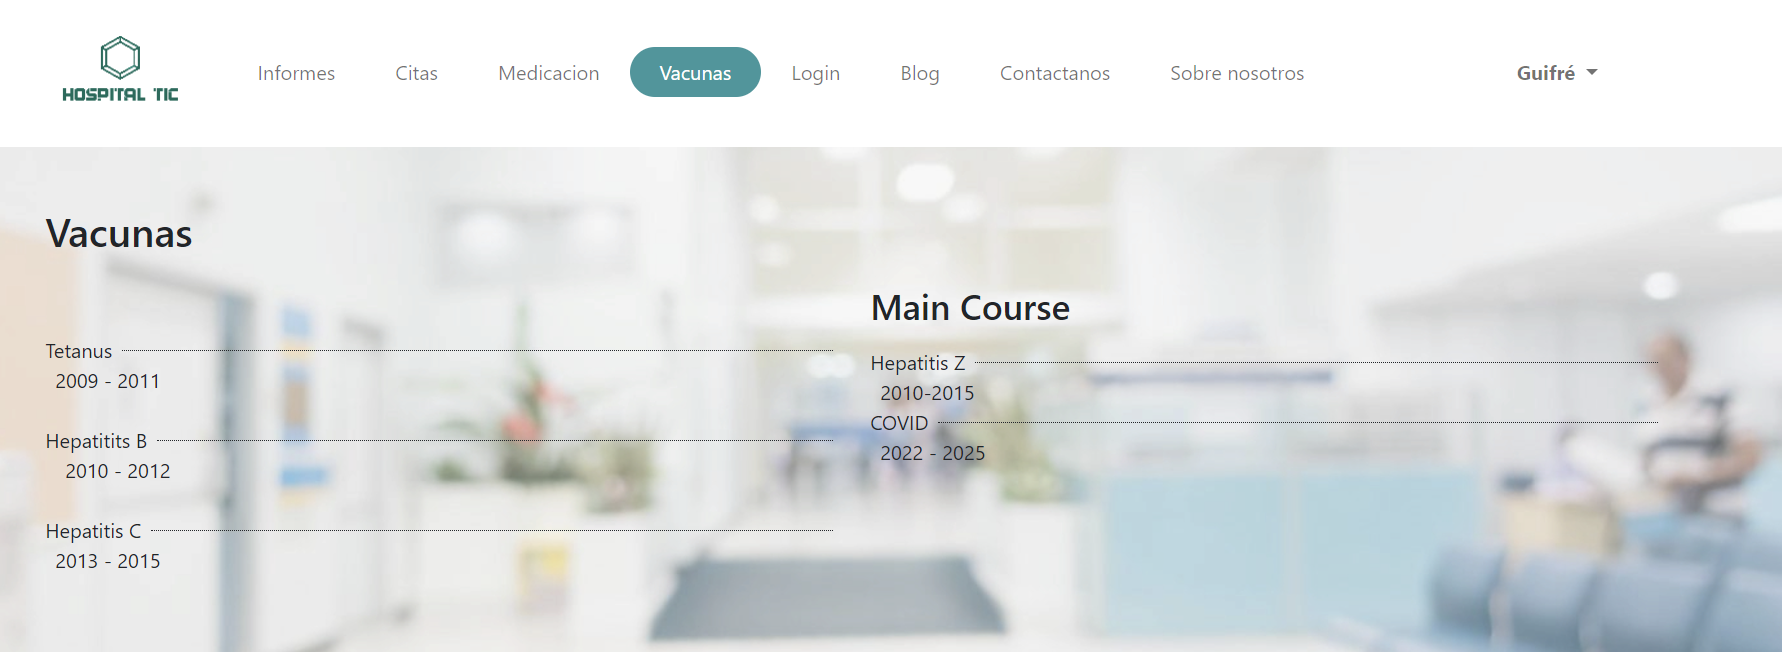 HOSPITAL TIC
Informes
Citas
Medicacion
Vacunas
Login
Blog
Contactanos
Sobre nosotros
Guifré
Vacunas
Tetanus
2009 - 2011
Hepatitits B
2010 - 2012
Hepatitis C
2013 - 2015
Main Course
Hepatitis Z
2010-2015
COVID
2022 - 2025